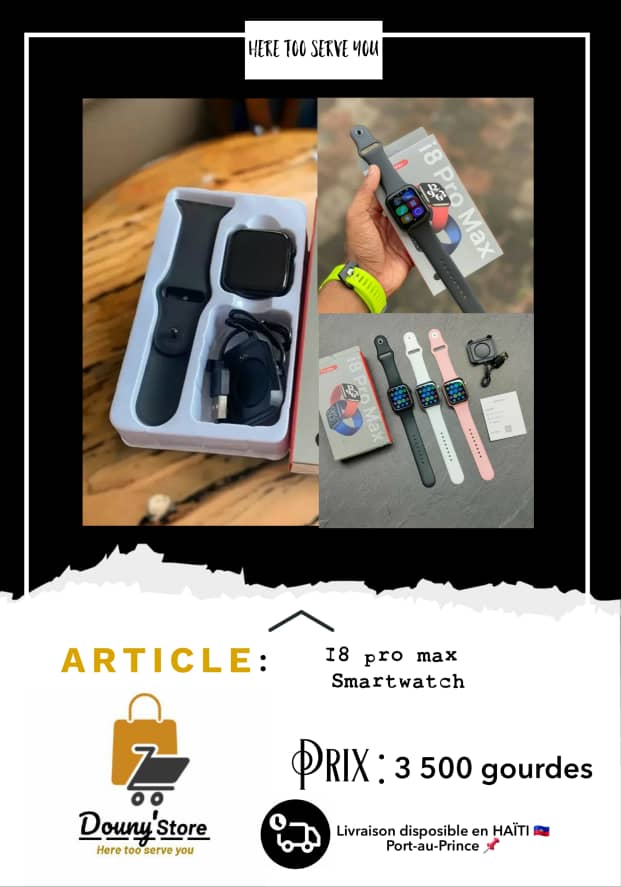 HERE TOO SERVE YOU
i8 Pro Max
i8 Pro Max
ARTICLE:
I8 pro max
Smartwatch
PRIX: 3 500 gourdes
Douny'Store
Here too serve you
Livraison disposible en HAÏTI 🇭🇹
Port-au-Prince 📌